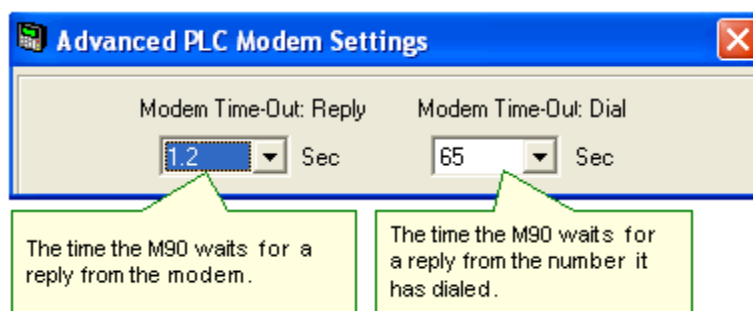 Advanced PLC Modem Settings
Modem Time-Out: Reply Modem Time-Out: Dial
1.2 Sec 65 Sec
The time the M90 waits for a
reply from the modem.
The time the M90 waits for
a reply from the number it
has dialed.